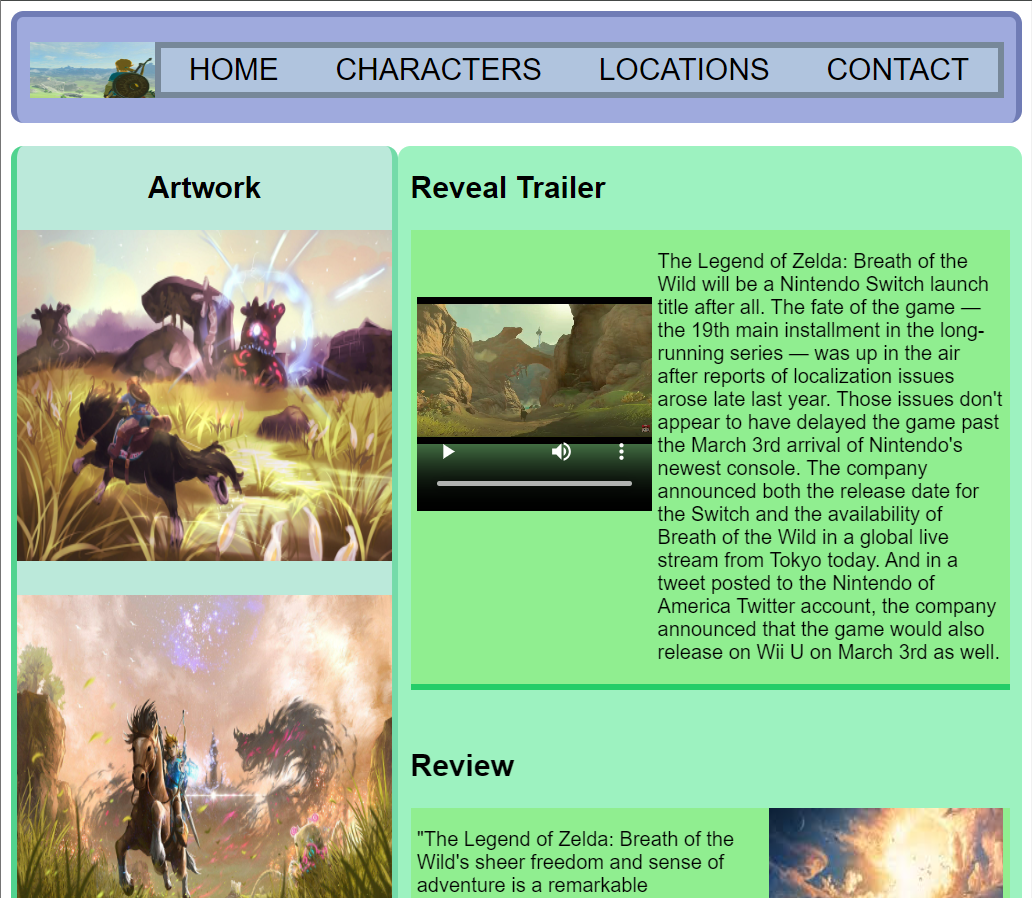 HOME CHARACTERS LOCATIONS CONTACT
Artwork
Reveal Trailer
The Legend of Zelda: Breath of the
Wild will be a Nintendo Switch launch
title after all. The fate of the game —
the 19th main installment in the long-
running series — was up in the air
after reports of localization issues
arose late last year. Those issues don't
appear to have delayed the game past
the March 3rd arrival of Nintendo's
newest console. The company
announced both the release date for
the Switch and the availability of
Breath of the Wild in a global live
stream from Tokyo today. And in a
tweet posted to the Nintendo of
America Twitter account, the company
announced that the game would also
release on Wii U on March 3rd as well.
Review
"The Legend of Zelda: Breath of the
Wild's sheer freedom and sense of
adventure is a remarkable